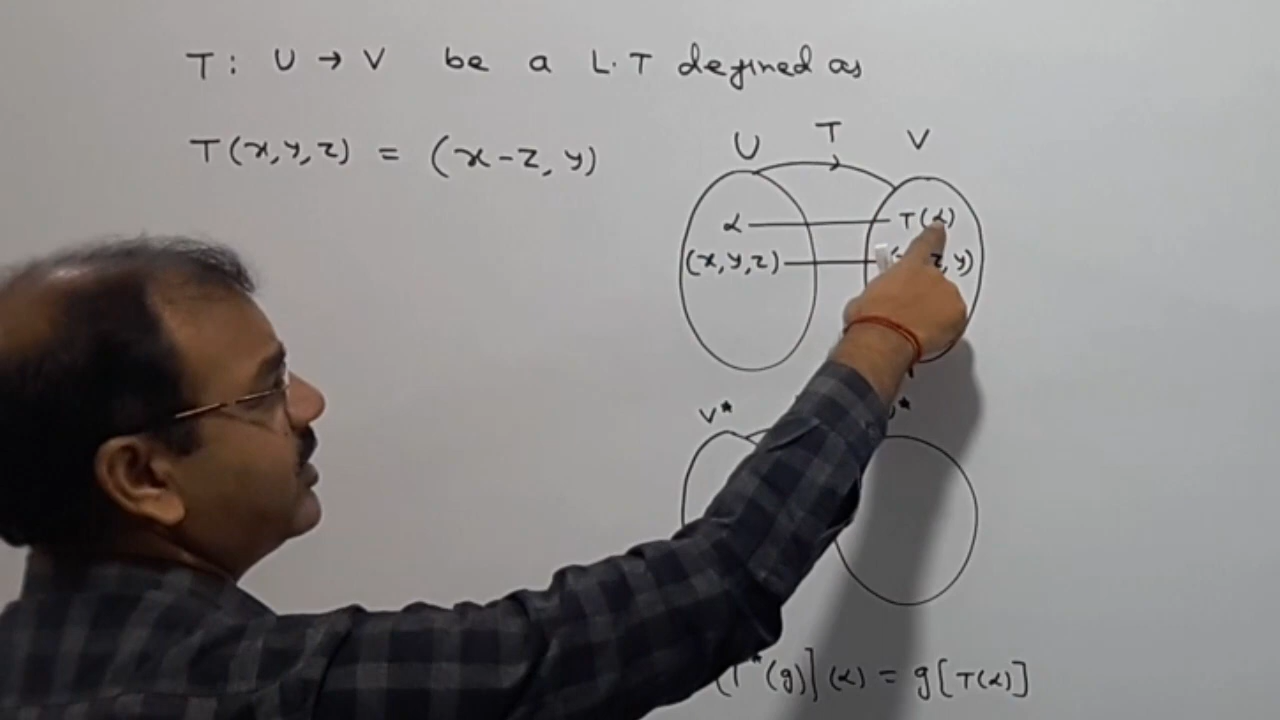 T: U → V be a L.T defined as
T(x,y,z) = (x-z, y)
U T V
α T(α)
(x,y,z) z, y)
V* *
*(g)](α) = g[T(α)]